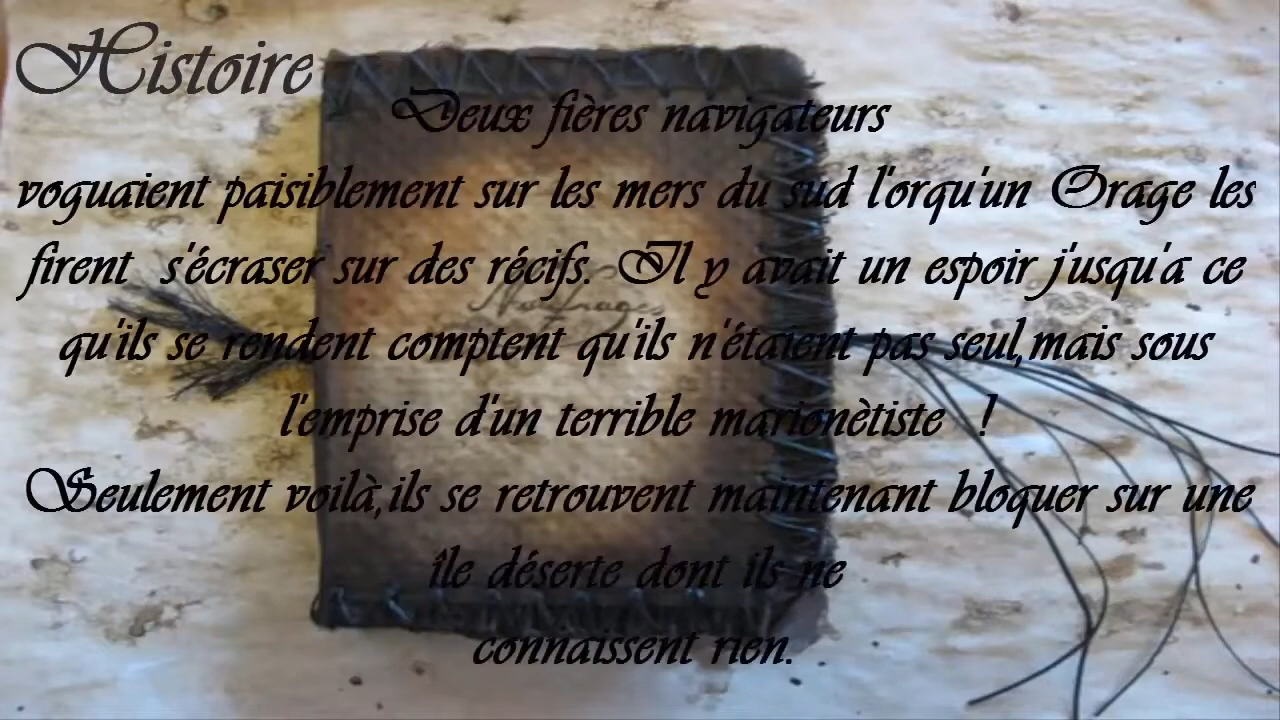 Histoire
Deux fières navigateurs
voguaient paisiblement sur les mers du sud l'orqu'un Orage les
firent s'écraser sur des récifs. Il y avait un espoir j'usqu'a ce
qu'ils se rendent comptent qu'ils n'étaient pas seul,mais sous
l'emprise d'un terrible marionètiste !
Seulement voilà,ils se retrouvent maintenant bloquer sur une
île déserte dont ils ne
connaissent rien.